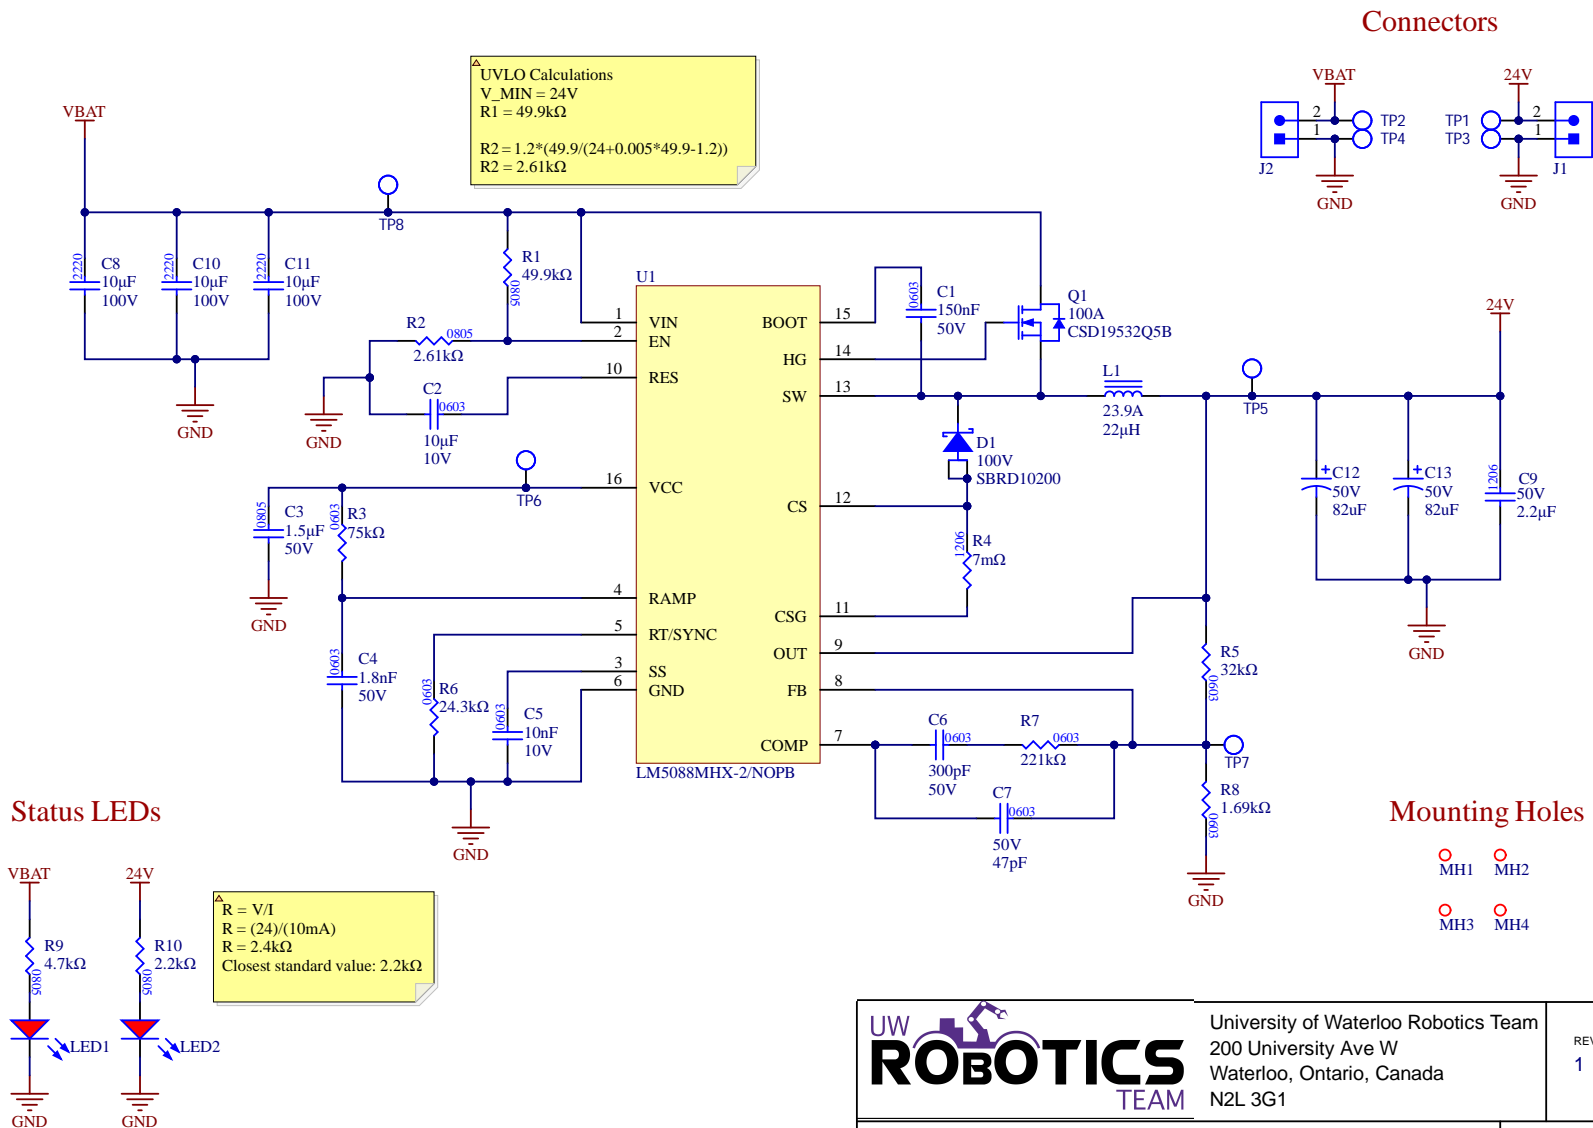 Connectors
VBAT
2
1
TP2
TP4
J2
GND
24V
TP1
TP3
2
1
J1
GND
UVLO Calculations
V_MIN = 24V
R1 = 49.9kΩ
R2 = 1.2*(49.9/(24+0.005*49.9-1.2))
R2 = 2.61kΩ
VBAT
TP8
2220
C8
10µF
100V
2220
C10
10µF
100V
2220
C11
10µF
100V
GND
R1
49.9kΩ
0805
R2
0805
2.61kΩ
C2
0603
10µF
10V
GND
TP6
0805
C3
1.5µF
50V
GND
0603
R3
75kΩ
0603
C4
1.8nF
50V
0603
R6
24.3kΩ
0603
C5
10nF
10V
GND
U1
1
VIN
2
EN
10
RES
16
VCC
4
RAMP
5
RT/SYNC
3
SS
6
GND
BOOT
15
HG
14
SW
13
CS
12
CSG
11
OUT
9
FB
8
COMP
7
LM5088MHX-2/NOPB
0603
C1
150nF
50V
Q1
100A
CSD19532Q5B
D1
100V
SBRD10200
1206
R4
7mΩ
L1
23.9A
22µH
TP5
24V
C12
50V
82uF
C13
50V
82uF
1206
C9
50V
2.2µF
GND
R5
32kΩ
0603
C6
0603
300pF
50V
R7
0603
221kΩ
C7
0603
50V
47pF
TP7
R8
1.69kΩ
0603
GND
Mounting Holes
MH1
MH2
MH3
MH4
Status LEDs
VBAT
R9
4.7kΩ
0805
LED1
GND
24V
R10
2.2kΩ
0805
LED2
GND
R = V/I
R = (24)/(10mA)
R = 2.4kΩ
Closest standard value: 2.2kΩ
UW
ROBOTICS
TEAM
University of Waterloo Robotics Team
200 University Ave W
Waterloo, Ontario, Canada
N2L 3G1
REV
1